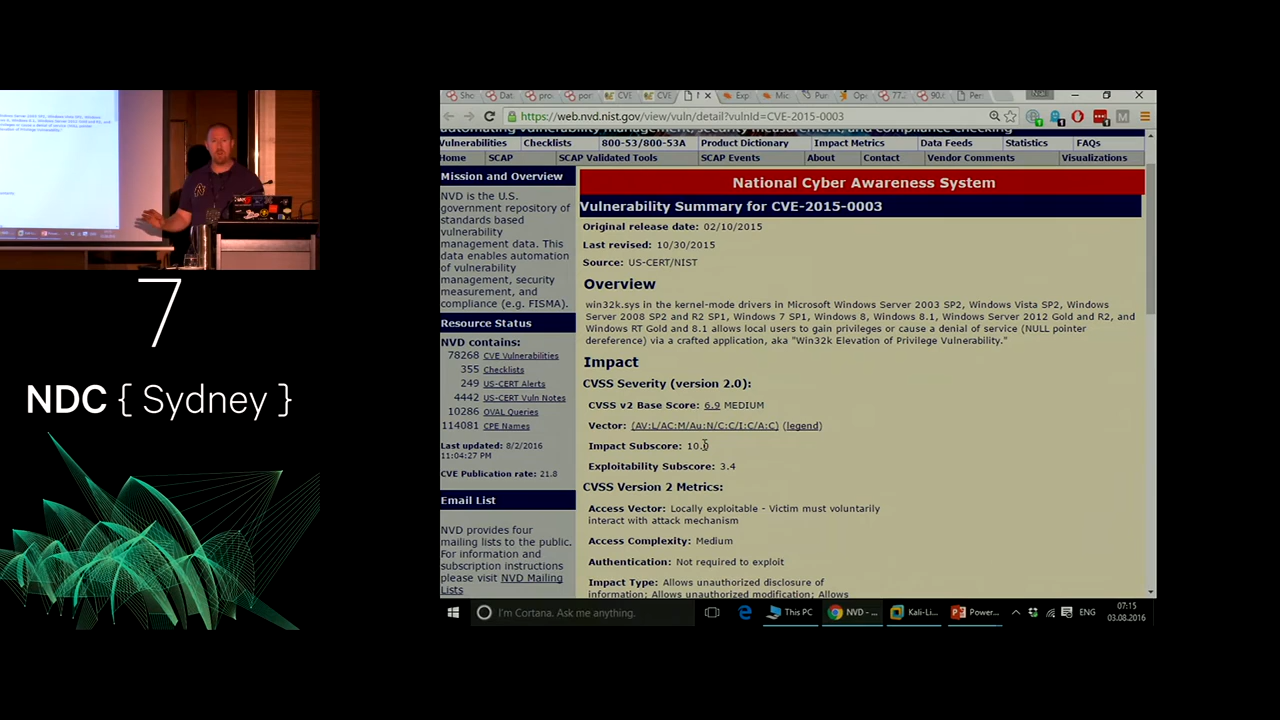 7
NDC { Sydney }
https://web.nvd.nist.gov/view/vuln/detail?vulnId=CVE-2015-0003
automating vulnerability management, security measurement, and compliance checking
Vulnerabilities Checklists 800-53/800-53A Product Dictionary Impact Metrics Data Feeds Statistics FAQs
Home SCAP SCAP Validated Tools SCAP Events About Contact Vendor Comments Visualizations
Mission and Overview
NVD is the U.S.
government repository of
standards based
vulnerability
management data. This
data enables automation
of vulnerability
management, security
measurement, and
compliance (e.g. FISMA).
Resource Status
NVD contains:
78268 CVE Vulnerabilities
355 Checklists
249 US-CERT Alerts
4442 US-CERT Vuln Notes
10286 OVAL Queries
114081 CPE Names
Last updated: 8/2/2016
11:04:27 PM
CVE Publication rate: 21.8
Email List
NVD provides four
mailing lists to the public.
For information and
subscription instructions
please visit NVD Mailing
Lists
National Cyber Awareness System
Vulnerability Summary for CVE-2015-0003
Original release date: 02/10/2015
Last revised: 10/30/2015
Source: US-CERT/NIST
Overview
win32k.sys in the kernel-mode drivers in Microsoft Windows Server 2003 SP2, Windows Vista SP2, Windows
Server 2008 SP2 and R2 SP1, Windows 7 SP1, Windows 8, Windows 8.1, Windows Server 2012 Gold and R2, and
Windows RT Gold and 8.1 allows local users to gain privileges or cause a denial of service (NULL pointer
dereference) via a crafted application, aka "Win32k Elevation of Privilege Vulnerability."
Impact
CVSS Severity (version 2.0):
CVSS v2 Base Score: 6.9 MEDIUM
Vector: (AV:L/AC:M/Au:N/C:C/I:C/A:C) (legend)
Impact Subscore: 10.0
Exploitability Subscore: 3.4
CVSS Version 2 Metrics:
Access Vector: Locally exploitable - Victim must voluntarily
interact with attack mechanism
Access Complexity: Medium
Authentication: Not required to exploit
Impact Type: Allows unauthorized disclosure of
information; Allows unauthorized modification; Allows
I'm Cortana. Ask me anything.
This PC
NVD - ...
Kali-Li...
Power...
ENG
07:15
03.08.2016